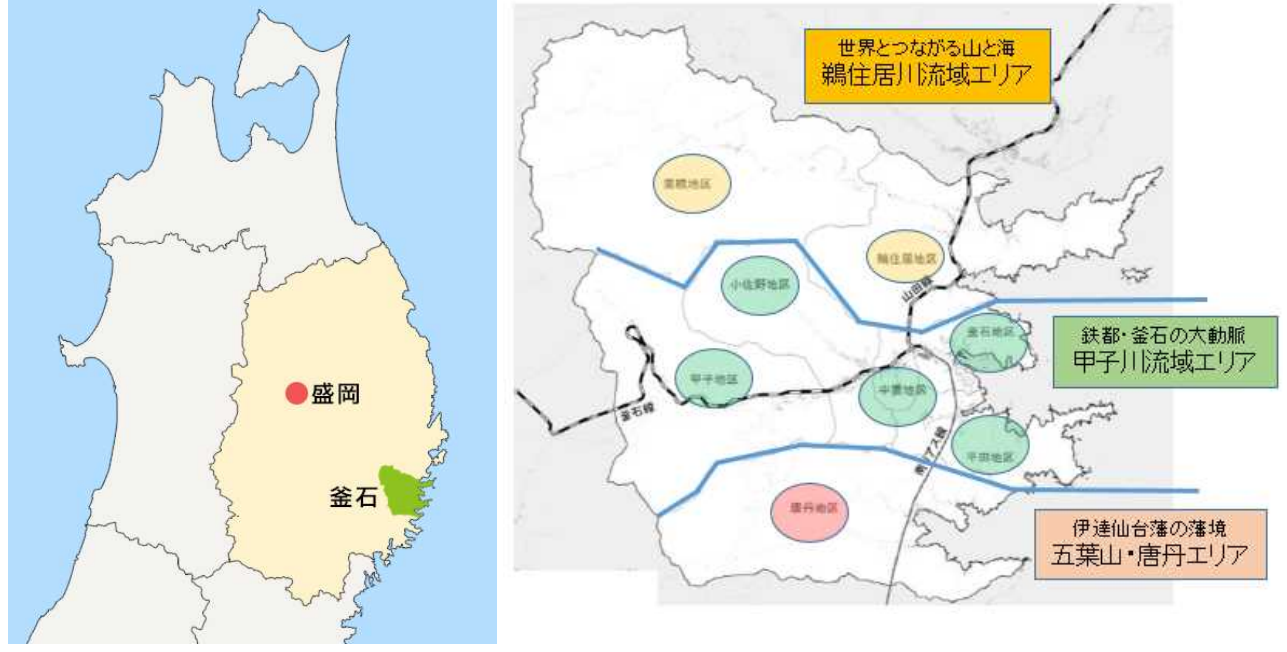 盛岡
釜石
世界とつながる山と海
鵜住居川流域エリア
栗橋地区
鵜住居地区
小佐野地区
山田線
釜石地区
鉄都・釜石の大動脈
甲子川流域エリア
甲子地区
中妻地区
釜石線
平田地区
南リアス線
唐丹地区
伊達仙台藩の藩境
五葉山・唐丹エリア